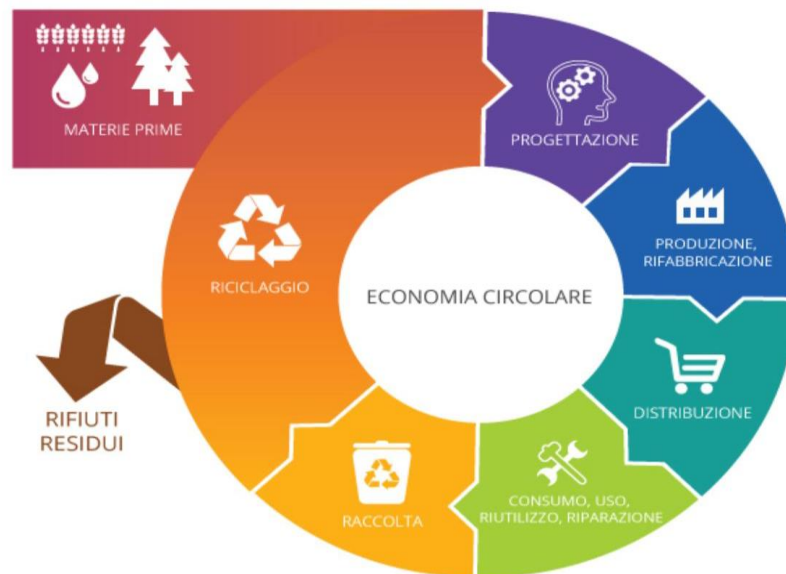 MATERIE PRIME
PROGETTAZIONE
PRODUZIONE,
RIFABBRICAZIONE
RICICLAGGIO
ECONOMIA CIRCOLARE
DISTRIBUZIONE
RIFIUTI
RESIDUI
CONSUMO, USO,
RIUTILIZZO, RIPARAZIONE
RACCOLTA